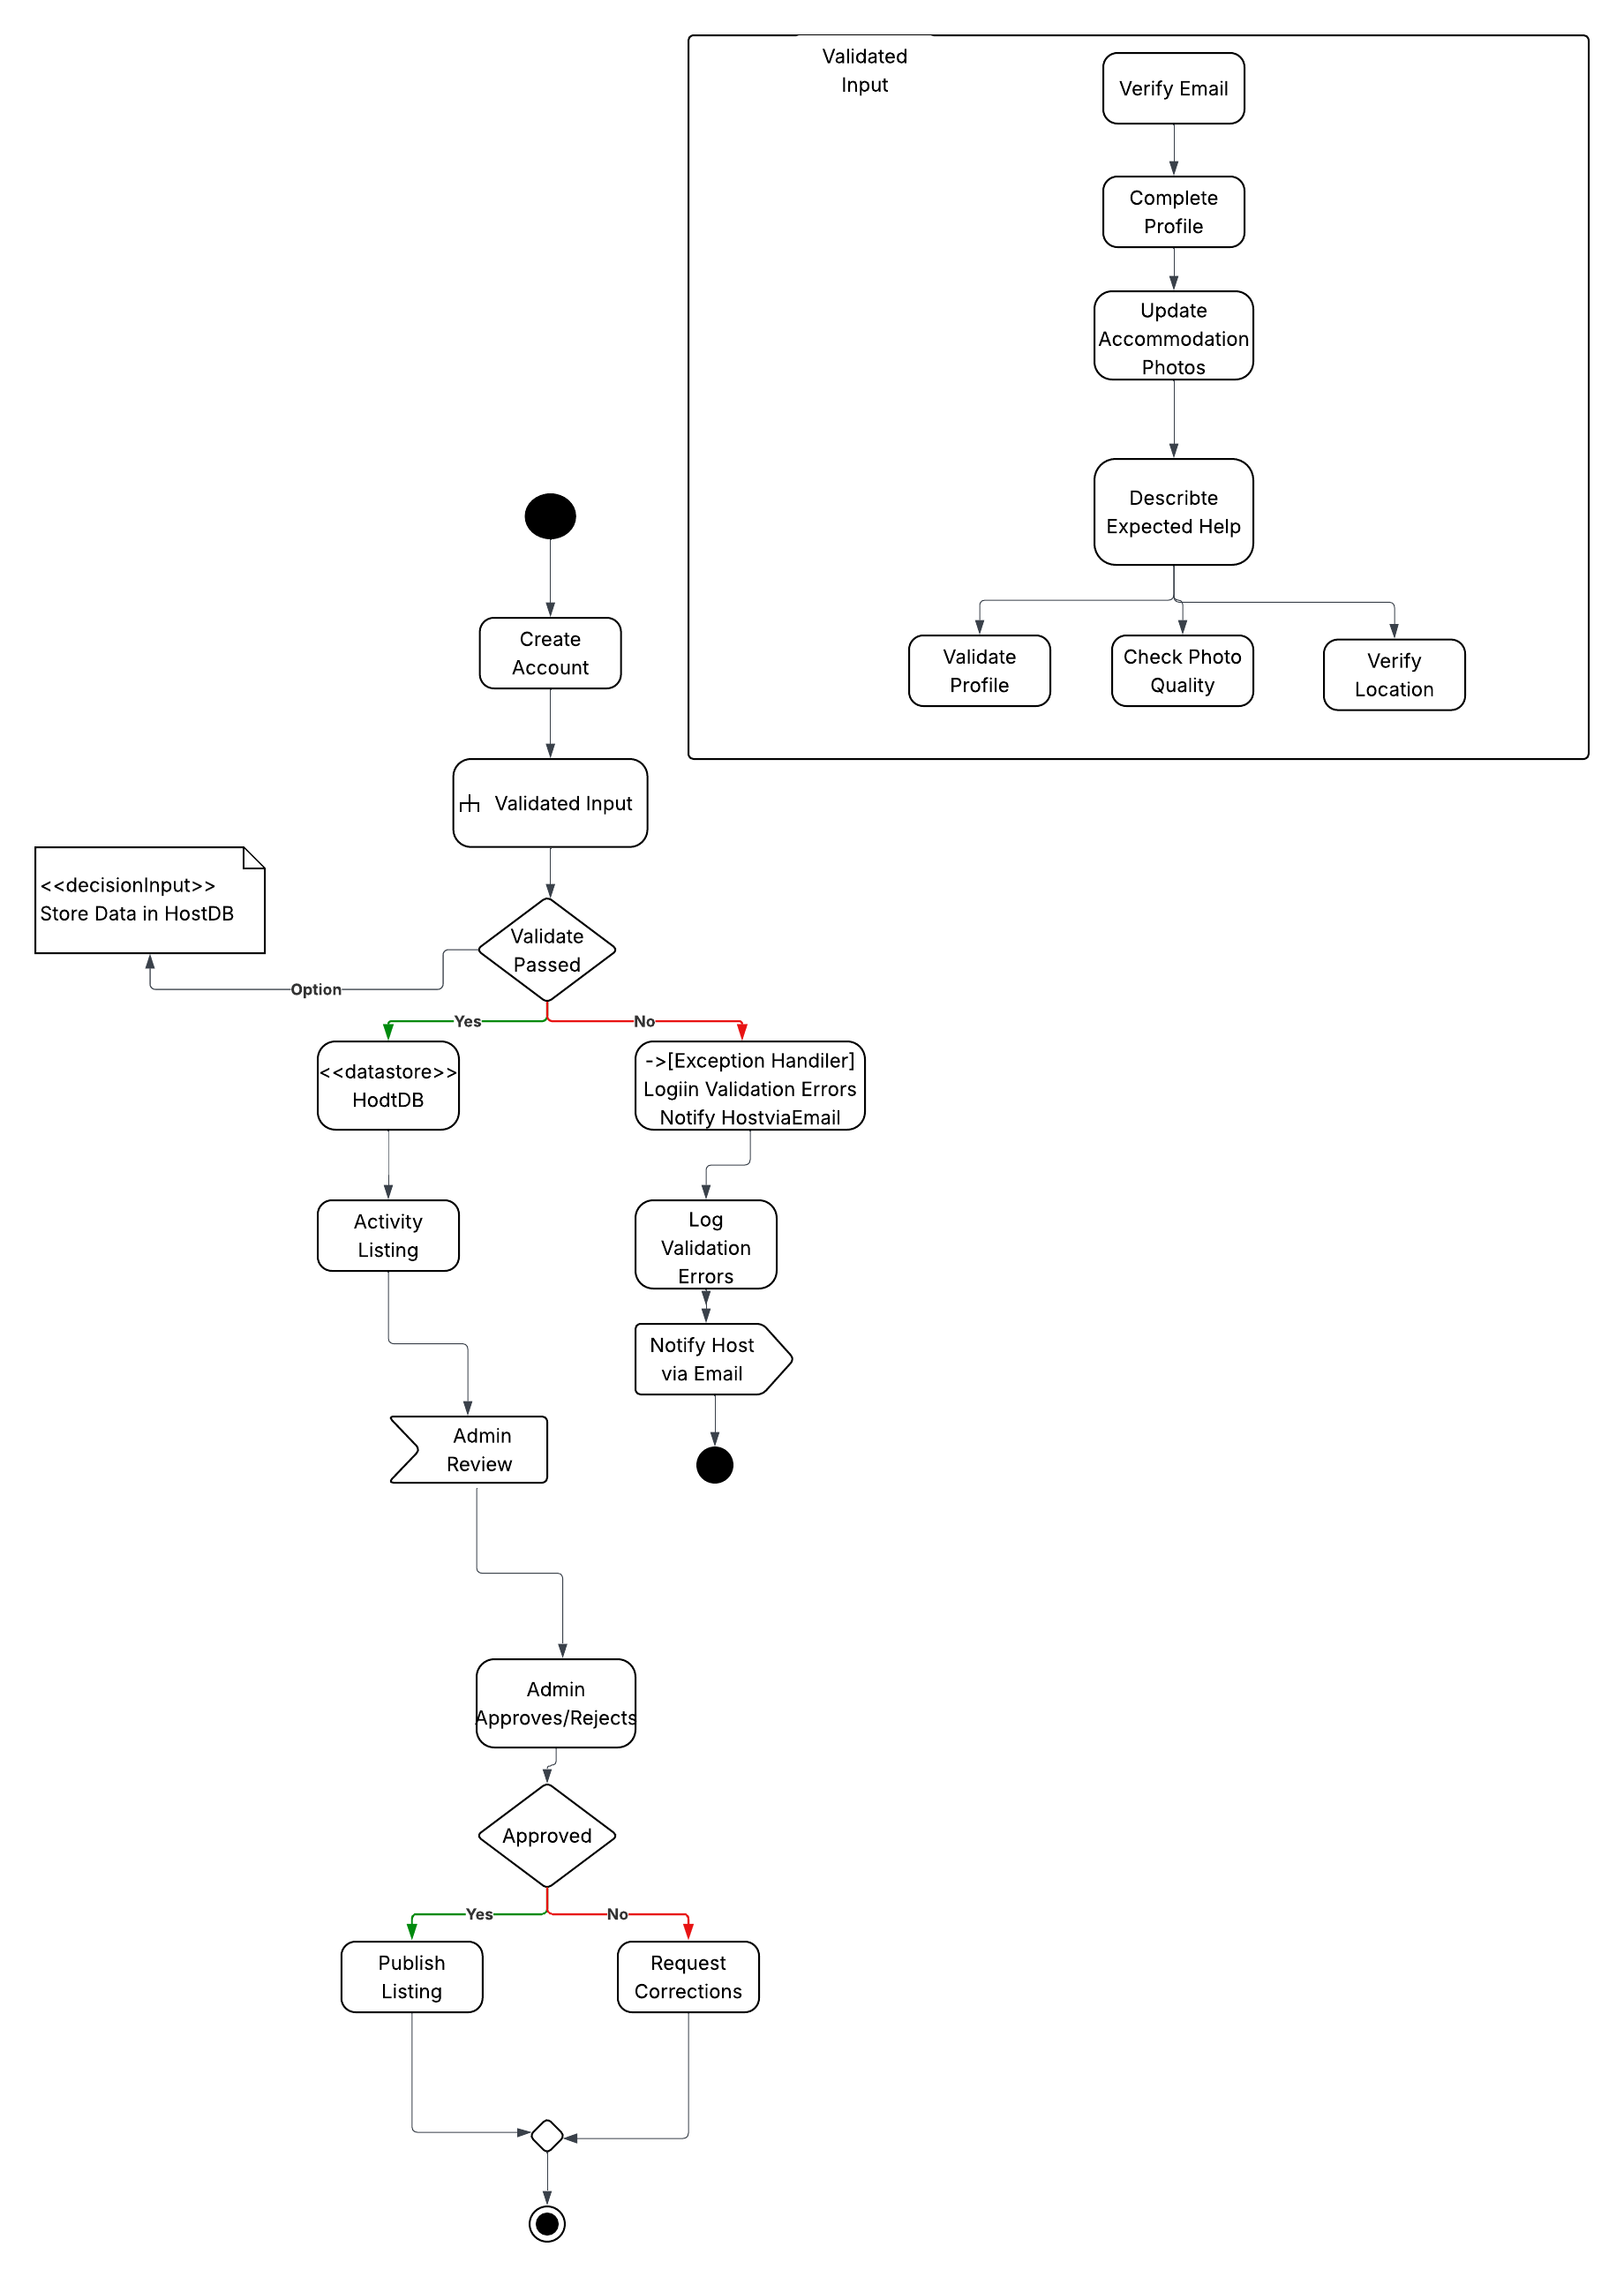 Validated
Input
Verify Email
Complete
Profile
Update
Accommodation
Photos
Describte
Expected Help
Validate
Profile
Check Photo
Quality
Verify
Location
Create
Account
Validated Input
<<decisionInput>>
Store Data in HostDB
Validate
Passed
Option
Yes
No
<<datastore>>
HodtDB
->[Exception Handiler]
Logiin Validation Errors
Notify HostviaEmail
Activity
Listing
Log
Validation
Errors
Notify Host
via Email
Admin
Review
Admin
Approves/Rejects
Approved
Yes
No
Publish
Listing
Request
Corrections